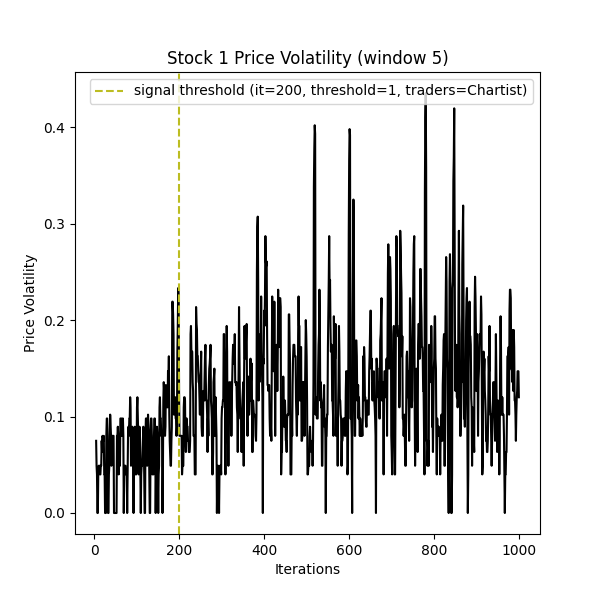 Stock 1 Price Volatility (window 5)
signal threshold (it=200, threshold=1, traders=Chartist)
0.4
0.3
0.2
0.1
0.0
Price Volatility
0 200 400 600 800 1000
Iterations